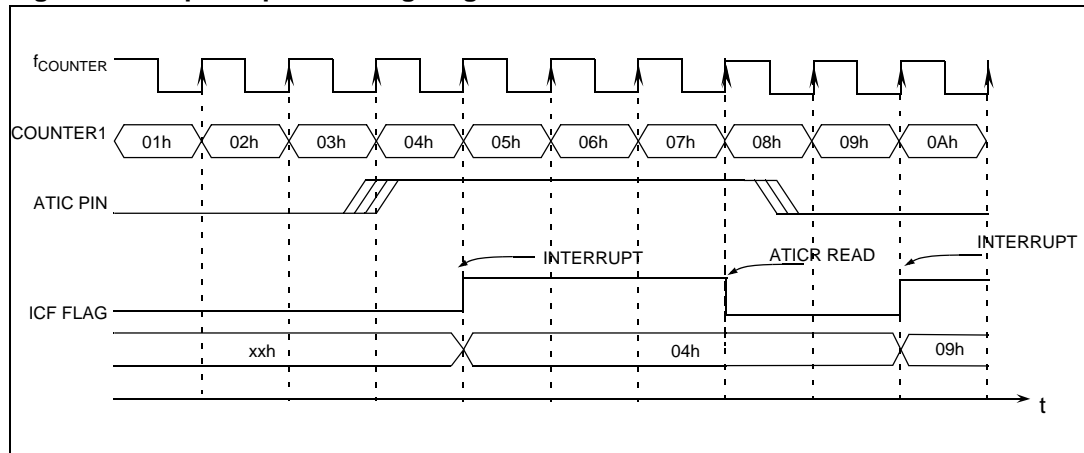 fCOUNTER
COUNTER1 01h 02h 03h 04h 05h 06h 07h 08h 09h 0Ah
ATIC PIN
INTERRUPT ATICR READ INTERRUPT
ICF FLAG
xxh 04h 09h
t